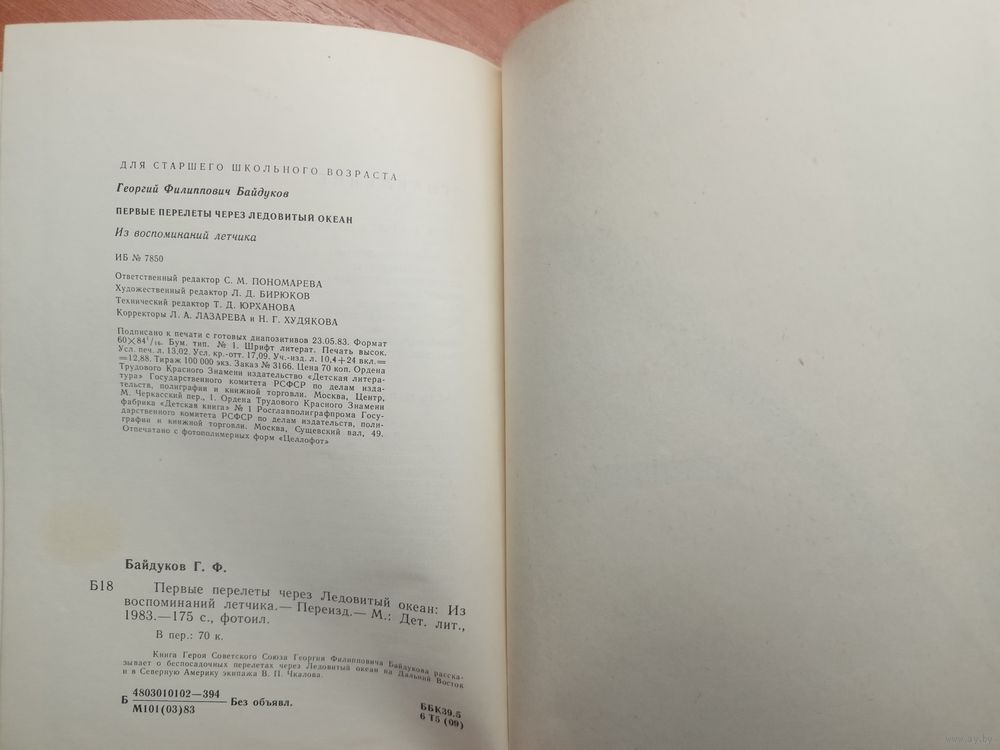 ДЛЯ СТАРШЕГО ШКОЛЬНОГО ВОЗРАСТА
Георгий Филиппович Байдуков
ПЕРВЫЕ ПЕРЕЛЕТЫ ЧЕРЕЗ ЛЕДОВИТЫЙ ОКЕАН
Из воспоминаний летчика
ИБ № 7850
Ответственный редактор С. М. ПОНОМАРЕВА
Художественный редактор Л. Д. БИРЮКОВ
Технический редактор Т. Д. ЮРХАНОВА
Корректоры Л. А. ЛАЗАРЕВА и Н. Г. ХУДЯКОВА
Подписано к печати с готовых диапозитивов 23.05.83. Формат
60×84¹/₁₆. Бум. тип. № 1. Шрифт литерат. Печать высок.
Усл. печ. л. 13,02. Усл. кр.-отт. 17,09. Уч.-изд. л. 10,4+24 вкл.=
=12,88. Тираж 100 000 экз. Заказ № 3166. Цена 70 коп. Ордена
Трудового Красного Знамени издательство «Детская литера-
тура» Государственного комитета РСФСР по делам изда-
тельств, полиграфии и книжной торговли. Москва, Центр,
М. Черкасский пер., 1. Ордена Трудового Красного Знамени
фабрика «Детская книга» № 1 Росглавполиграфпрома Госу-
дарственного комитета РСФСР по делам издательств, поли-
графии и книжной торговли. Москва, Сущевский вал, 49.
Отпечатано с фотополимерных форм «Целлофот»
Байдуков Г. Ф.
Б18 Первые перелеты через Ледовитый океан: Из
воспоминаний летчика.— Переизд.— М.: Дет. лит.,
1983.—175 с., фотоил.
В пер.: 70 к.
Книга Героя Советского Союза Георгия Филипповича Байдукова расска-
зывает о беспосадочных перелетах через Ледовитый океан на Дальний Восток
и в Северную Америку экипажа В. П. Чкалова.
Б 4803010102—394 Без объявл.
М101(03)83
ББК39.5
6 Т5 (09)
www.ay.by